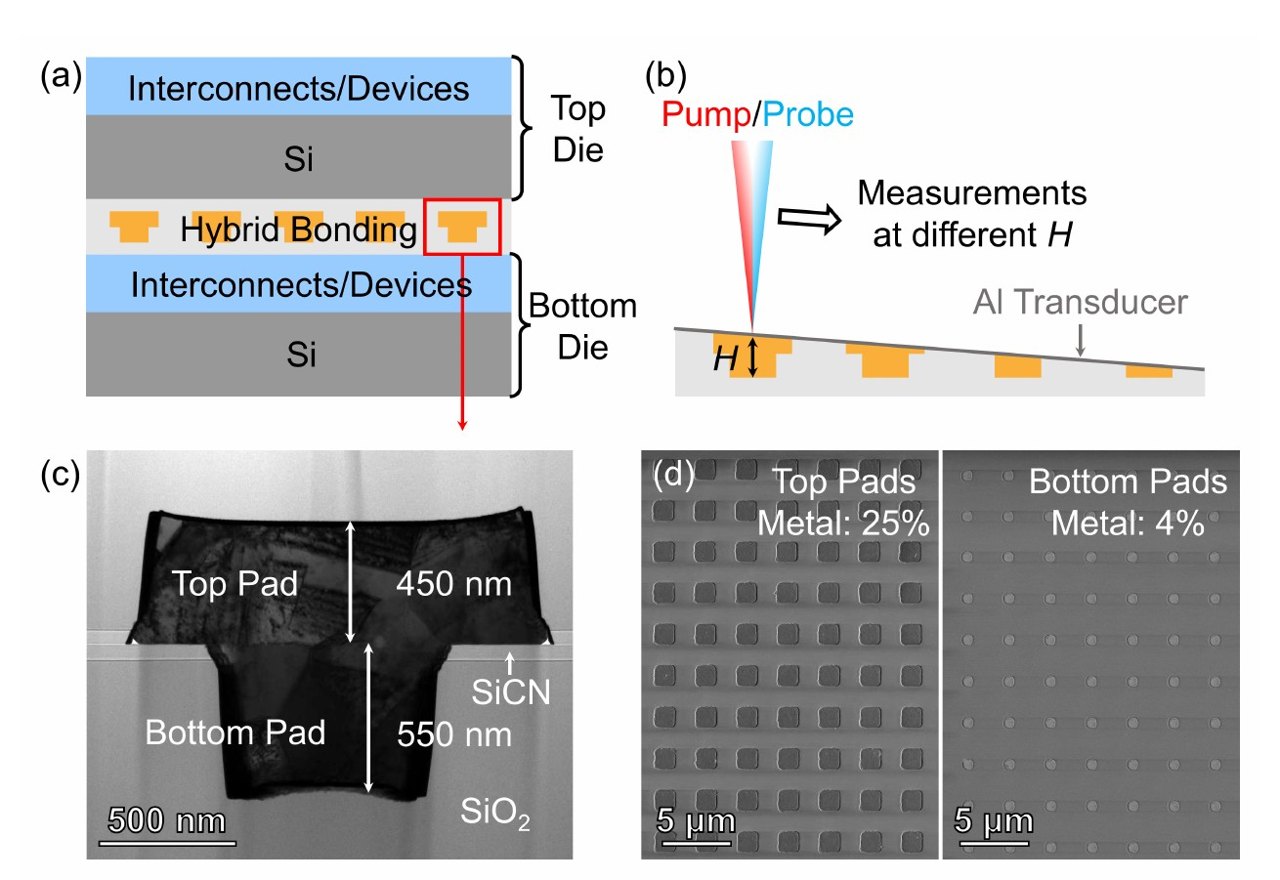 (a)
Interconnects/Devices
Si
Top
Die
Hybrid Bonding
Interconnects/Devices
Si
Bottom
Die
(b)
Pump/Probe
Measurements
at different H
Al Transducer
H
(c)
Top Pad
450 nm
SiCN
Bottom Pad
550 nm
SiO₂
500 nm
(d)
Top Pads
Metal: 25%
5 μm
Bottom Pads
Metal: 4%
5 μm